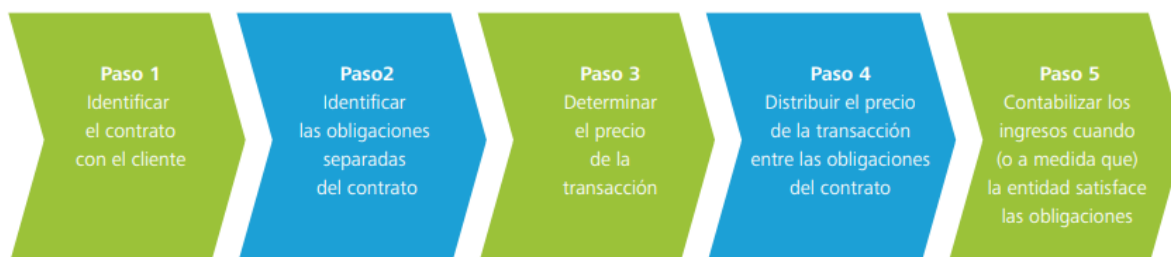 Paso 1
Identificar
el contrato
con el cliente
Paso2
Identificar
las obligaciones
separadas
del contrato
Paso 3
Determinar
el precio
de la
transacción
Paso 4
Distribuir el precio
de la transacción
entre las obligaciones
del contrato
Paso 5
Contabilizar los
ingresos cuando
(o a medida que)
la entidad satisface
las obligaciones